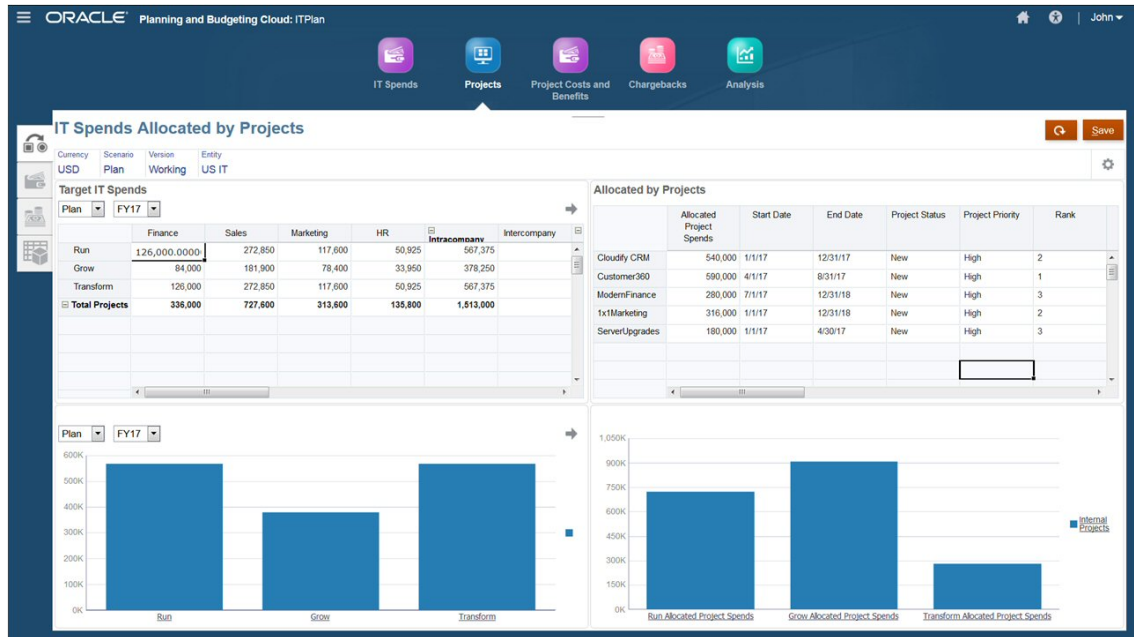 ORACLE Planning and Budgeting Cloud: ITPlan John
IT Spends Projects Project Costs and Benefits Chargebacks Analysis
IT Spends Allocated by Projects Save
Currency Scenario Version Entity
USD Plan Working US IT
Target IT Spends
Plan FY17
Finance Sales Marketing HR Intracompany Intercompany
Run 126,000.0000 272,850 117,600 50,925 567,375
Grow 84,000 181,900 78,400 33,950 378,250
Transform 126,000 272,850 117,600 50,925 567,375
Total Projects 336,000 727,600 313,600 135,800 1,513,000
Allocated by Projects
Allocated Project Spends Start Date End Date Project Status Project Priority Rank
Cloudify CRM 540,000 1/1/17 12/31/17 New High 2
Customer360 590,000 4/1/17 8/31/17 New High 1
ModernFinance 280,000 7/1/17 12/31/18 New High 3
1x1Marketing 316,000 1/1/17 12/31/18 New High 2
ServerUpgrades 180,000 1/1/17 4/30/17 New High 3
Plan FY17
600K
500K
400K
300K
200K
100K
0K
Run Grow Transform
1,050K
900K
750K
600K
450K
300K
150K
0K
Run Allocated Project Spends Grow Allocated Project Spends Transform Allocated Project Spends
Internal
Projects